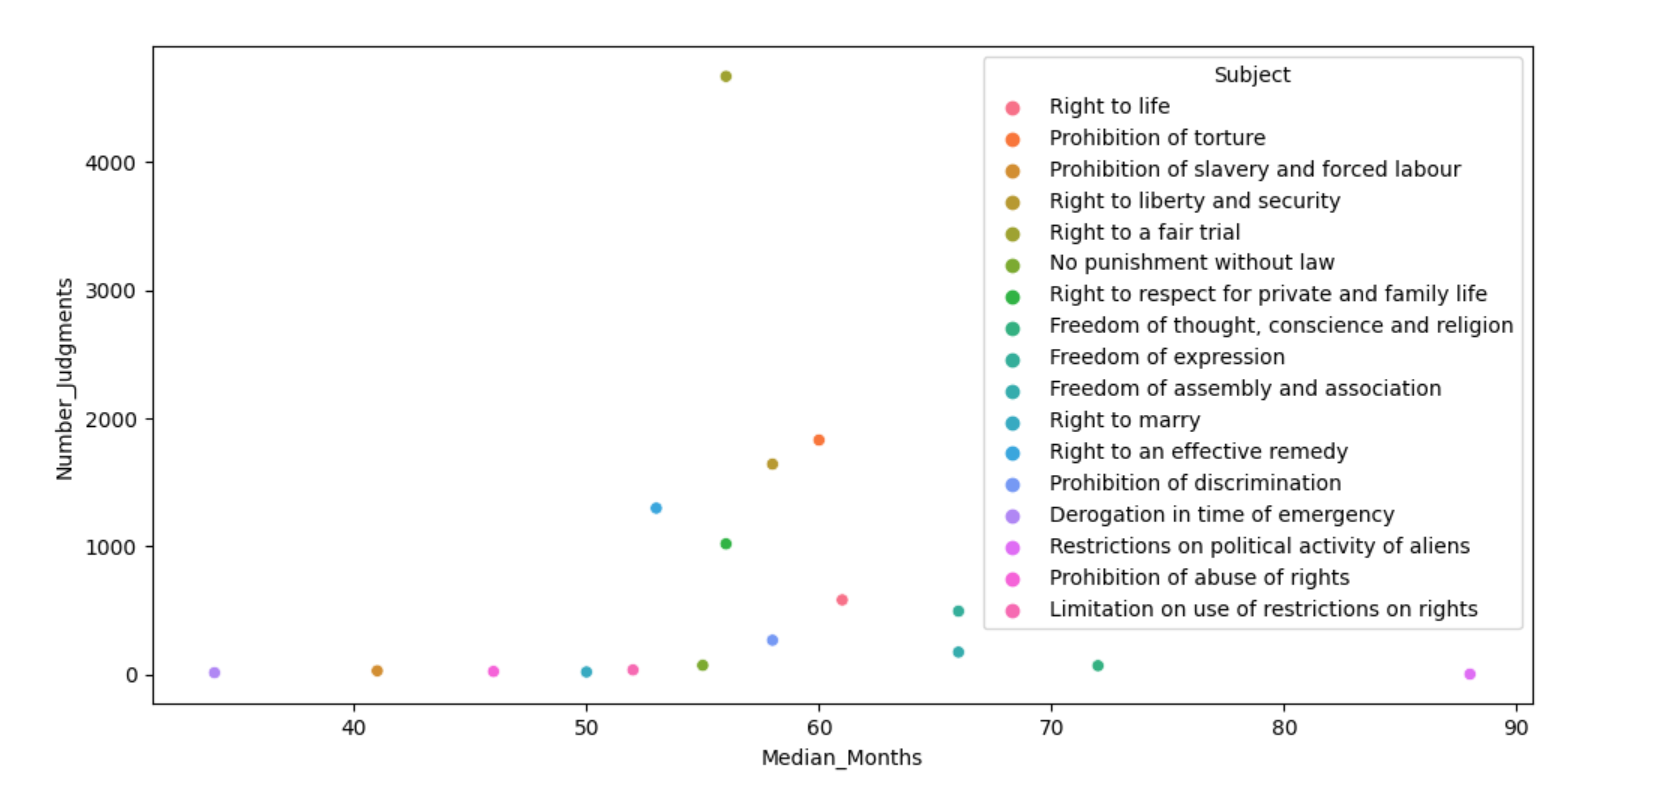 Subject
Right to life
Prohibition of torture
Prohibition of slavery and forced labour
Right to liberty and security
Right to a fair trial
No punishment without law
Right to respect for private and family life
Freedom of thought, conscience and religion
Freedom of expression
Freedom of assembly and association
Right to marry
Right to an effective remedy
Prohibition of discrimination
Derogation in time of emergency
Restrictions on political activity of aliens
Prohibition of abuse of rights
Limitation on use of restrictions on rights
Number_Judgments
4000
3000
2000
1000
0
40 50 60 70 80 90
Median_Months